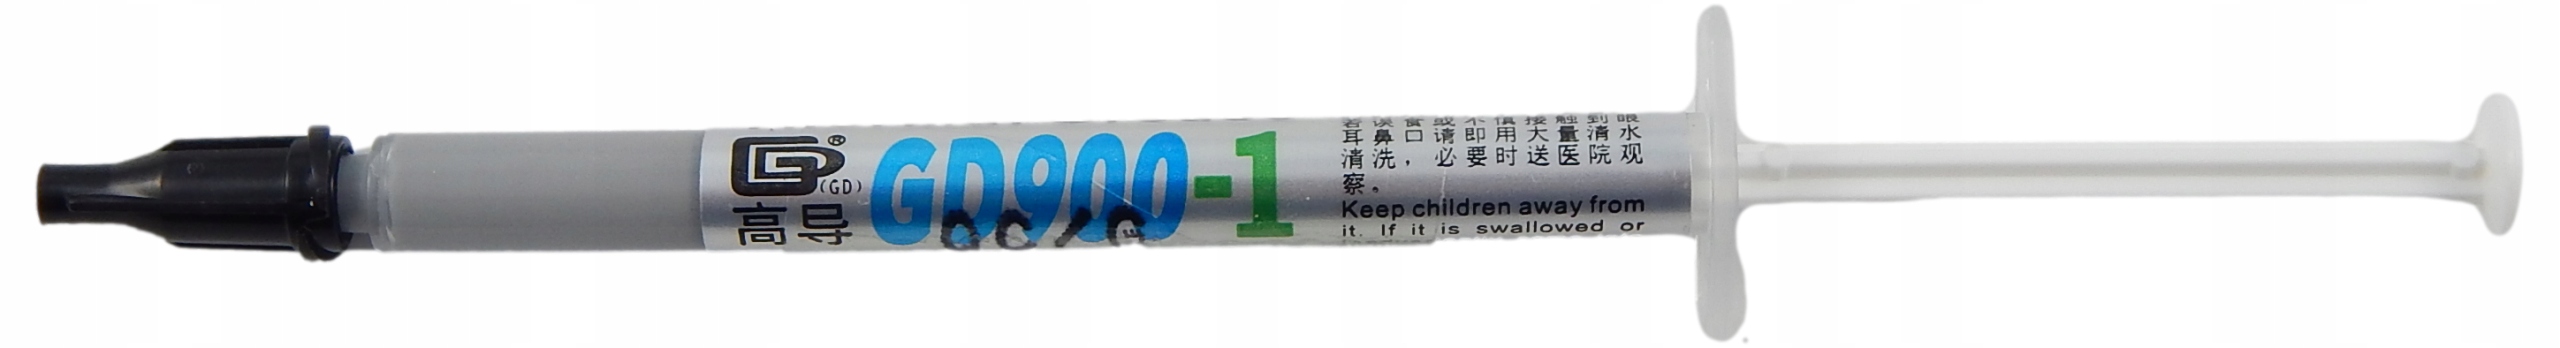 GD®
(GD)
高导
GD900-1
若误食或不慎接触到眼
耳鼻口请即用大量清水
清洗，必要时送医院观
察。
Keep children away from
it. If it is swallowed or